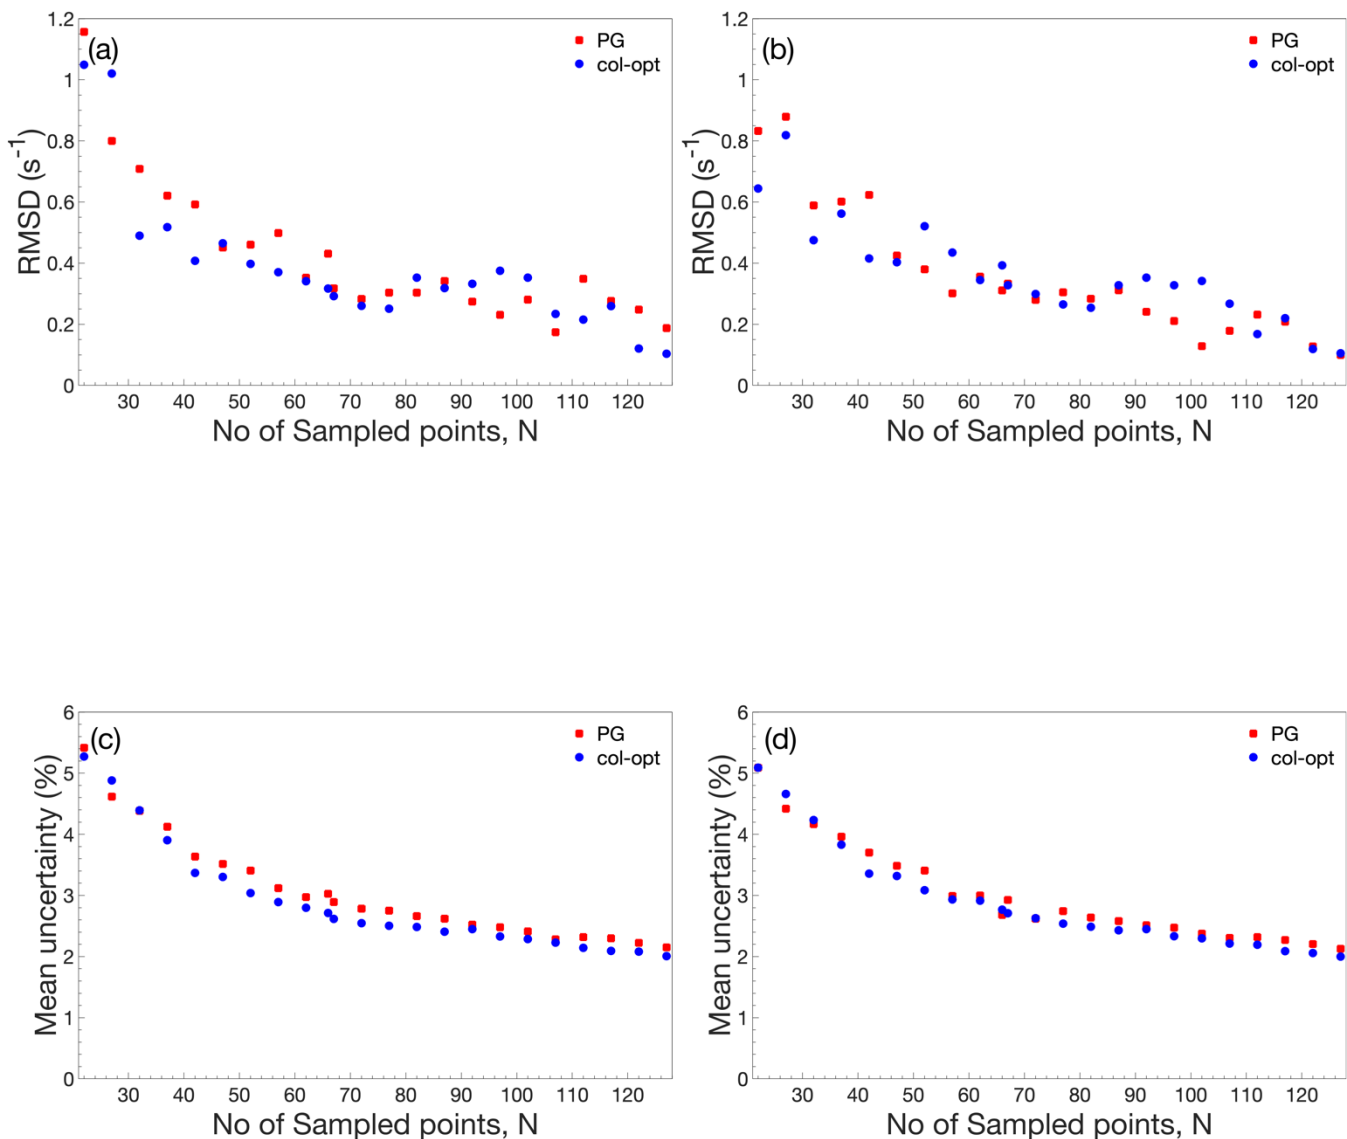 (a)
PG
col-opt
RMSD (s⁻¹)
1.2
1
0.8
0.6
0.4
0.2
0
30 40 50 60 70 80 90 100 110 120
No of Sampled points, N
(b)
PG
col-opt
RMSD (s⁻¹)
1.2
1
0.8
0.6
0.4
0.2
0
30 40 50 60 70 80 90 100 110 120
No of Sampled points, N
(c)
PG
col-opt
Mean uncertainty (%)
6
5
4
3
2
1
0
30 40 50 60 70 80 90 100 110 120
No of Sampled points, N
(d)
PG
col-opt
Mean uncertainty (%)
6
5
4
3
2
1
0
30 40 50 60 70 80 90 100 110 120
No of Sampled points, N